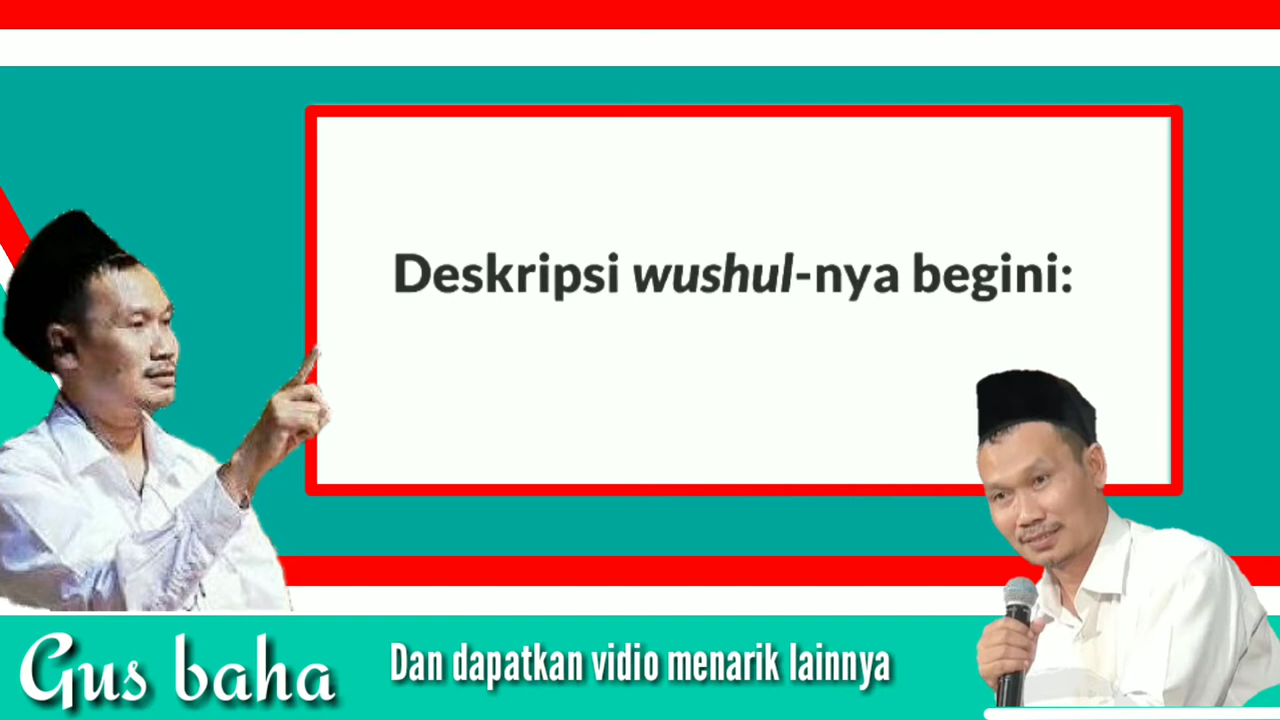 Deskripsi wushul-nya begini:
Gus baha
Dan dapatkan vidio menarik lainnya